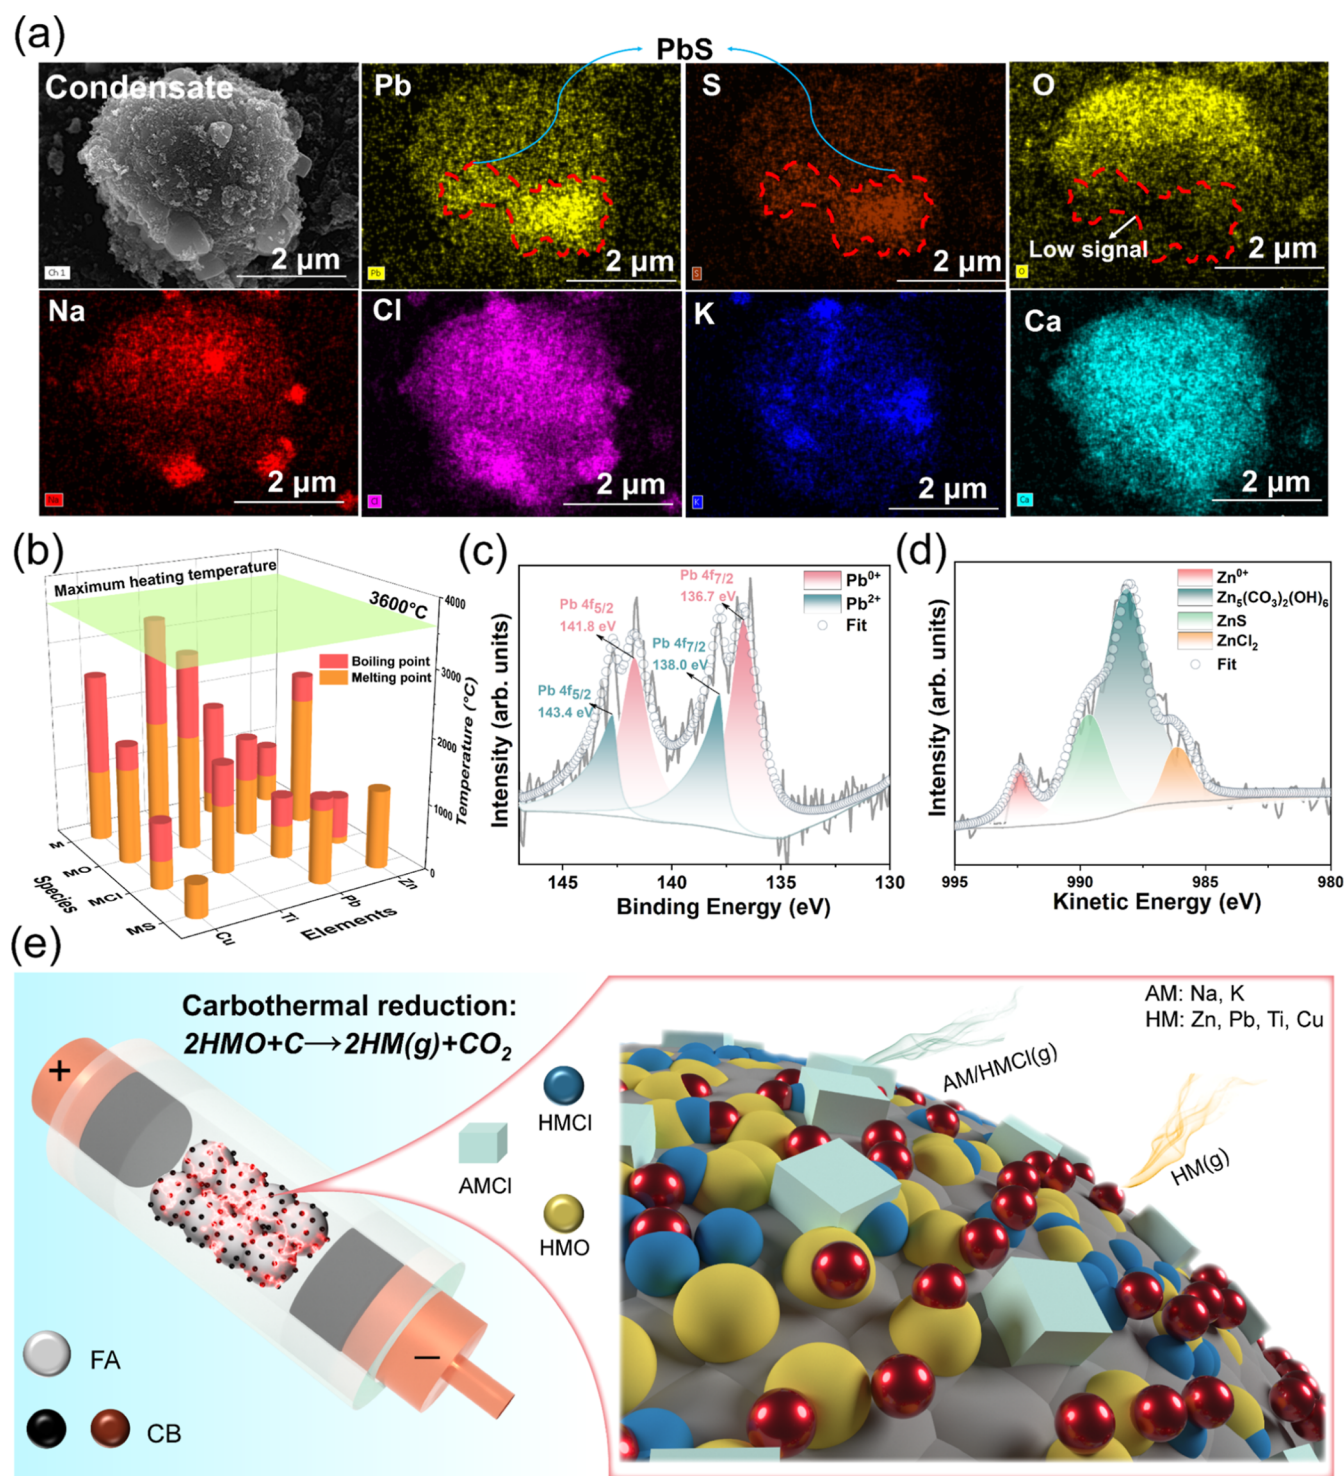 (a)
PbS
Condensate
Pb
S
O
Low signal
2 μm
2 μm
2 μm
2 μm
Ch 1
Pb
S
O
Na
Cl
K
Ca
2 μm
2 μm
2 μm
2 μm
Na
Cl
K
Ca
(b)
Maximum heating temperature
3600°C
Boiling point
Melting point
4000
3000
2000
1000
0
Temperature (°C)
M
MO
MCl
MS
Species
Cu
Ti
Pb
Zn
Elements
(c)
Pb 4f7/2
136.7 eV
Pb 4f5/2
141.8 eV
Pb 4f7/2
138.0 eV
Pb 4f5/2
143.4 eV
Pb0+
Pb2+
Fit
Intensity (arb. units)
145
140
135
130
Binding Energy (eV)
(d)
Zn0+
Zn5(CO3)2(OH)6
ZnS
ZnCl2
Fit
Intensity (arb. units)
995
990
985
980
Kinetic Energy (eV)
(e)
Carbothermal reduction:
2HMO+C→2HM(g)+CO2
+
−
HMCl
AMCl
HMO
FA
CB
AM: Na, K
HM: Zn, Pb, Ti, Cu
AM/HMCl(g)
HM(g)